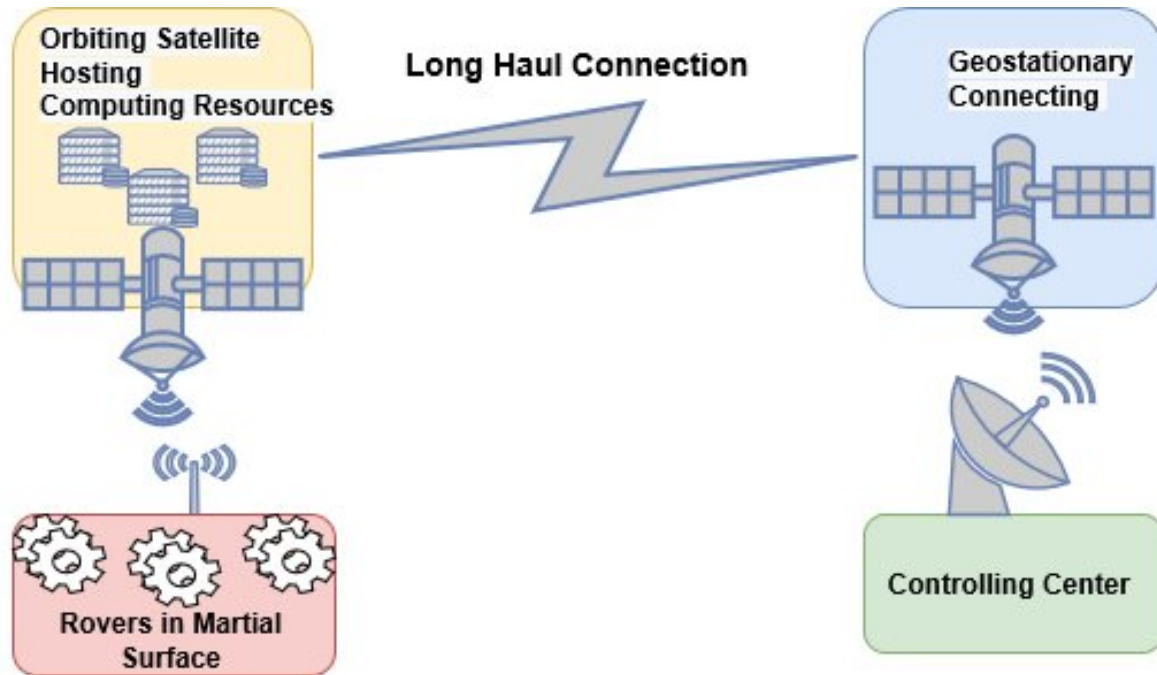 Orbiting Satellite
Hosting
Computing Resources
Long Haul Connection
Geostationary
Connecting
Rovers in Martial
Surface
Controlling Center